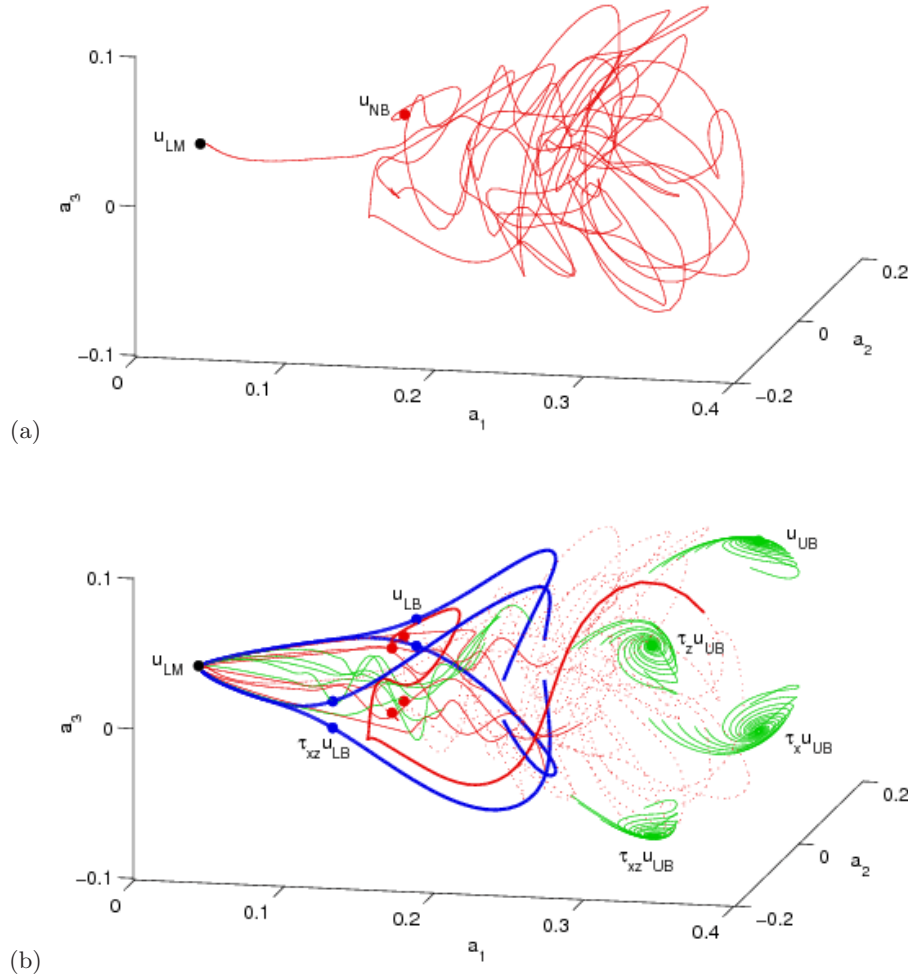 0.1
u_NB
u_LM
a_3
0
0.2
0
a_2
−0.1
0
0.1
0.2
0.3
0.4
−0.2
a_1
(a)
u_UB
0.1
u_LB
τ_z u_UB
u_LM
a_3
0
τ_xz u_LB
τ_x u_UB
0.2
τ_xz u_UB
0
a_2
−0.1
0
0.1
0.2
0.3
0.4
−0.2
a_1
(b)